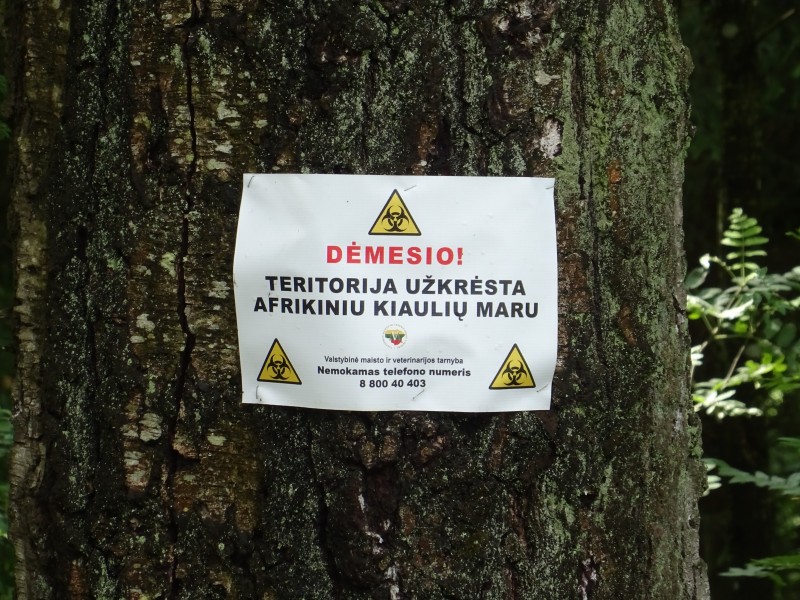 DĖMESIO!
TERITORIJA UŽKRĖSTA
AFRIKINIU KIAULIŲ MARU
Valstybinė maisto ir veterinarijos tarnyba
Nemokamas telefono numeris
8 800 40 403